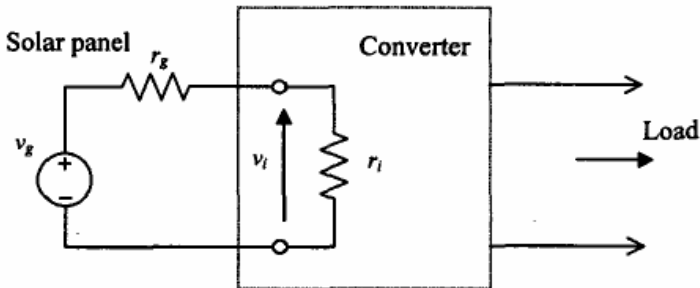 Solar panel
r_g
Converter
v_g
+
−
v_i
r_i
Load